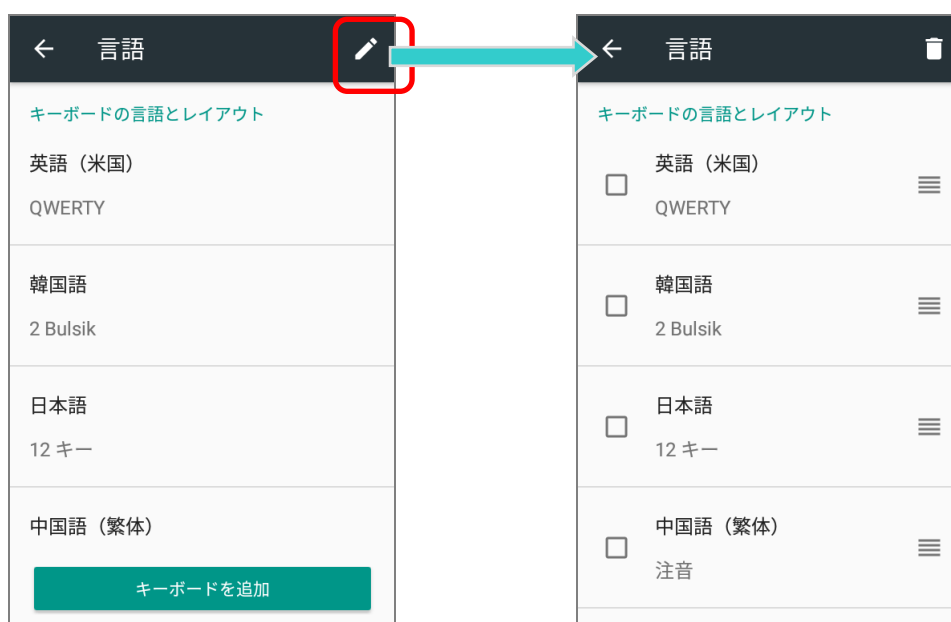 言語
キーボードの言語とレイアウト
英語（米国）
QWERTY
韓国語
2 Bulsik
日本語
12 キー
中国語（繁体）
キーボードを追加
言語
キーボードの言語とレイアウト
英語（米国）
QWERTY
韓国語
2 Bulsik
日本語
12 キー
中国語（繁体）
注音